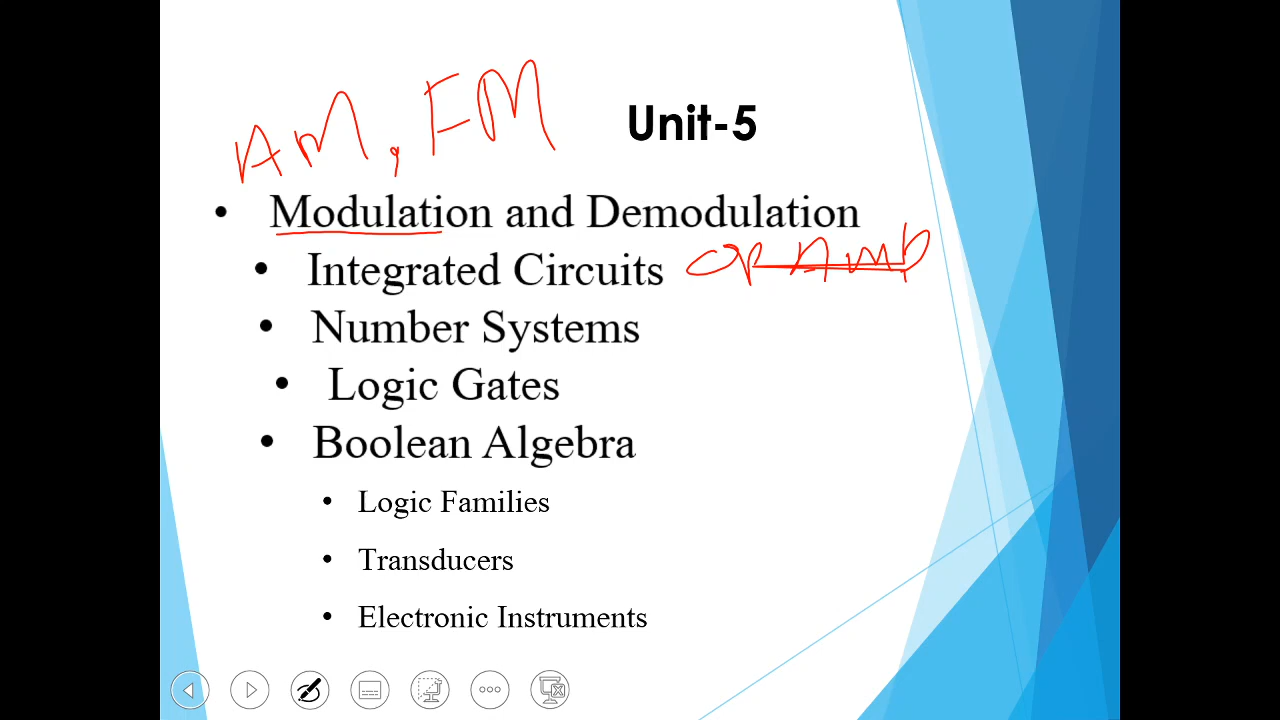 AM, FM
Unit-5
• Modulation and Demodulation
• Integrated Circuits OP Amp
• Number Systems
• Logic Gates
• Boolean Algebra
• Logic Families
• Transducers
• Electronic Instruments